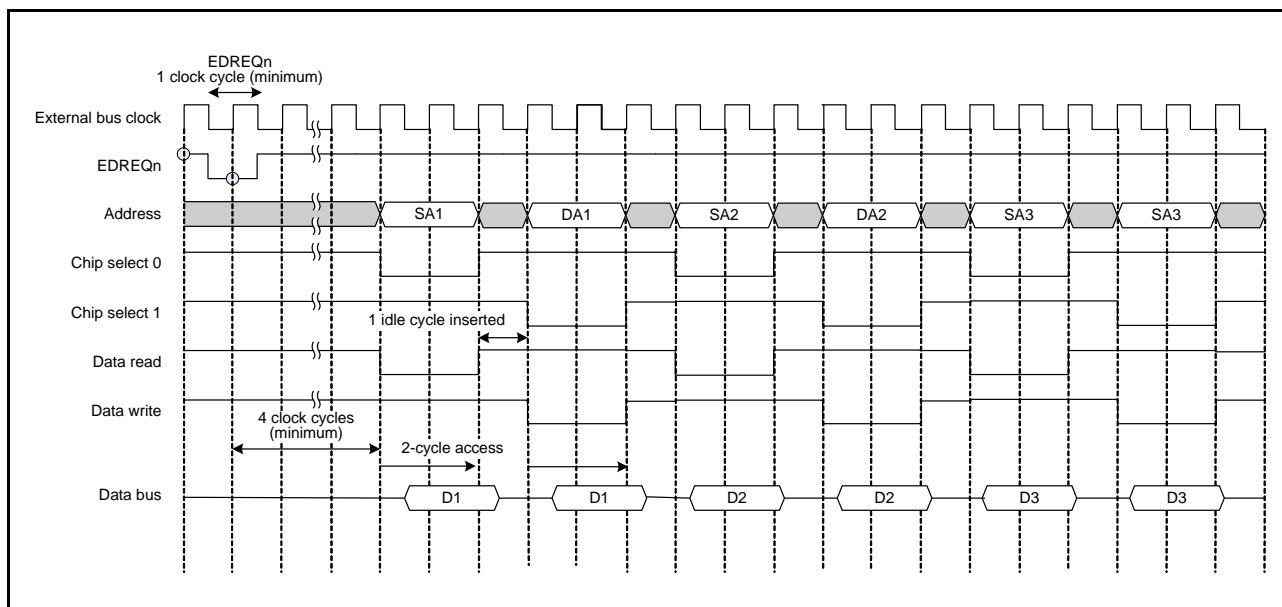 EDREQn
1 clock cycle (minimum)
External bus clock
EDREQn
Address
SA1
DA1
SA2
DA2
SA3
SA3
Chip select 0
Chip select 1
1 idle cycle inserted
Data read
Data write
4 clock cycles
(minimum)
2-cycle access
Data bus
D1
D1
D2
D2
D3
D3